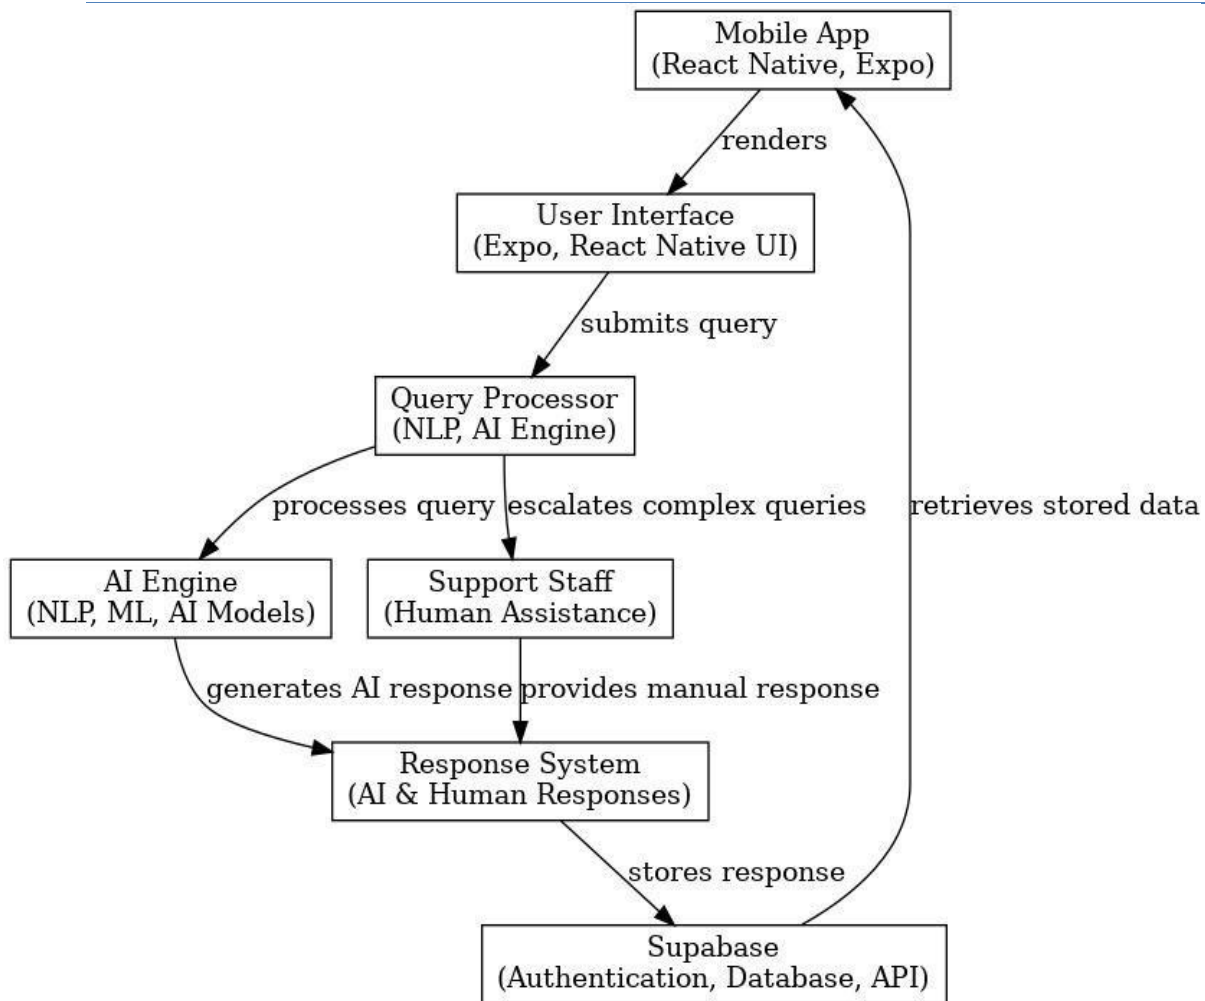 Mobile App
(React Native, Expo)
renders
User Interface
(Expo, React Native UI)
submits query
Query Processor
(NLP, AI Engine)
processes query
escalates complex queries
retrieves stored data
AI Engine
(NLP, ML, AI Models)
Support Staff
(Human Assistance)
generates AI response
provides manual response
Response System
(AI & Human Responses)
stores response
Supabase
(Authentication, Database, API)